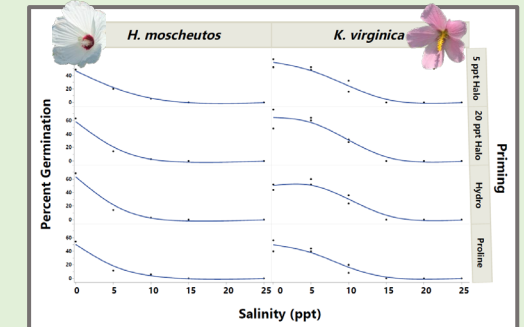 H. moscheutos K. virginica
Percent Germination
40
20
0
60
40
20
0
60
40
20
0
60
40
20
0
5 ppt Halo
20 ppt Halo
Hydro
Proline
Priming
0 5 10 15 20 25 0 5 10 15 20 25
Salinity (ppt)